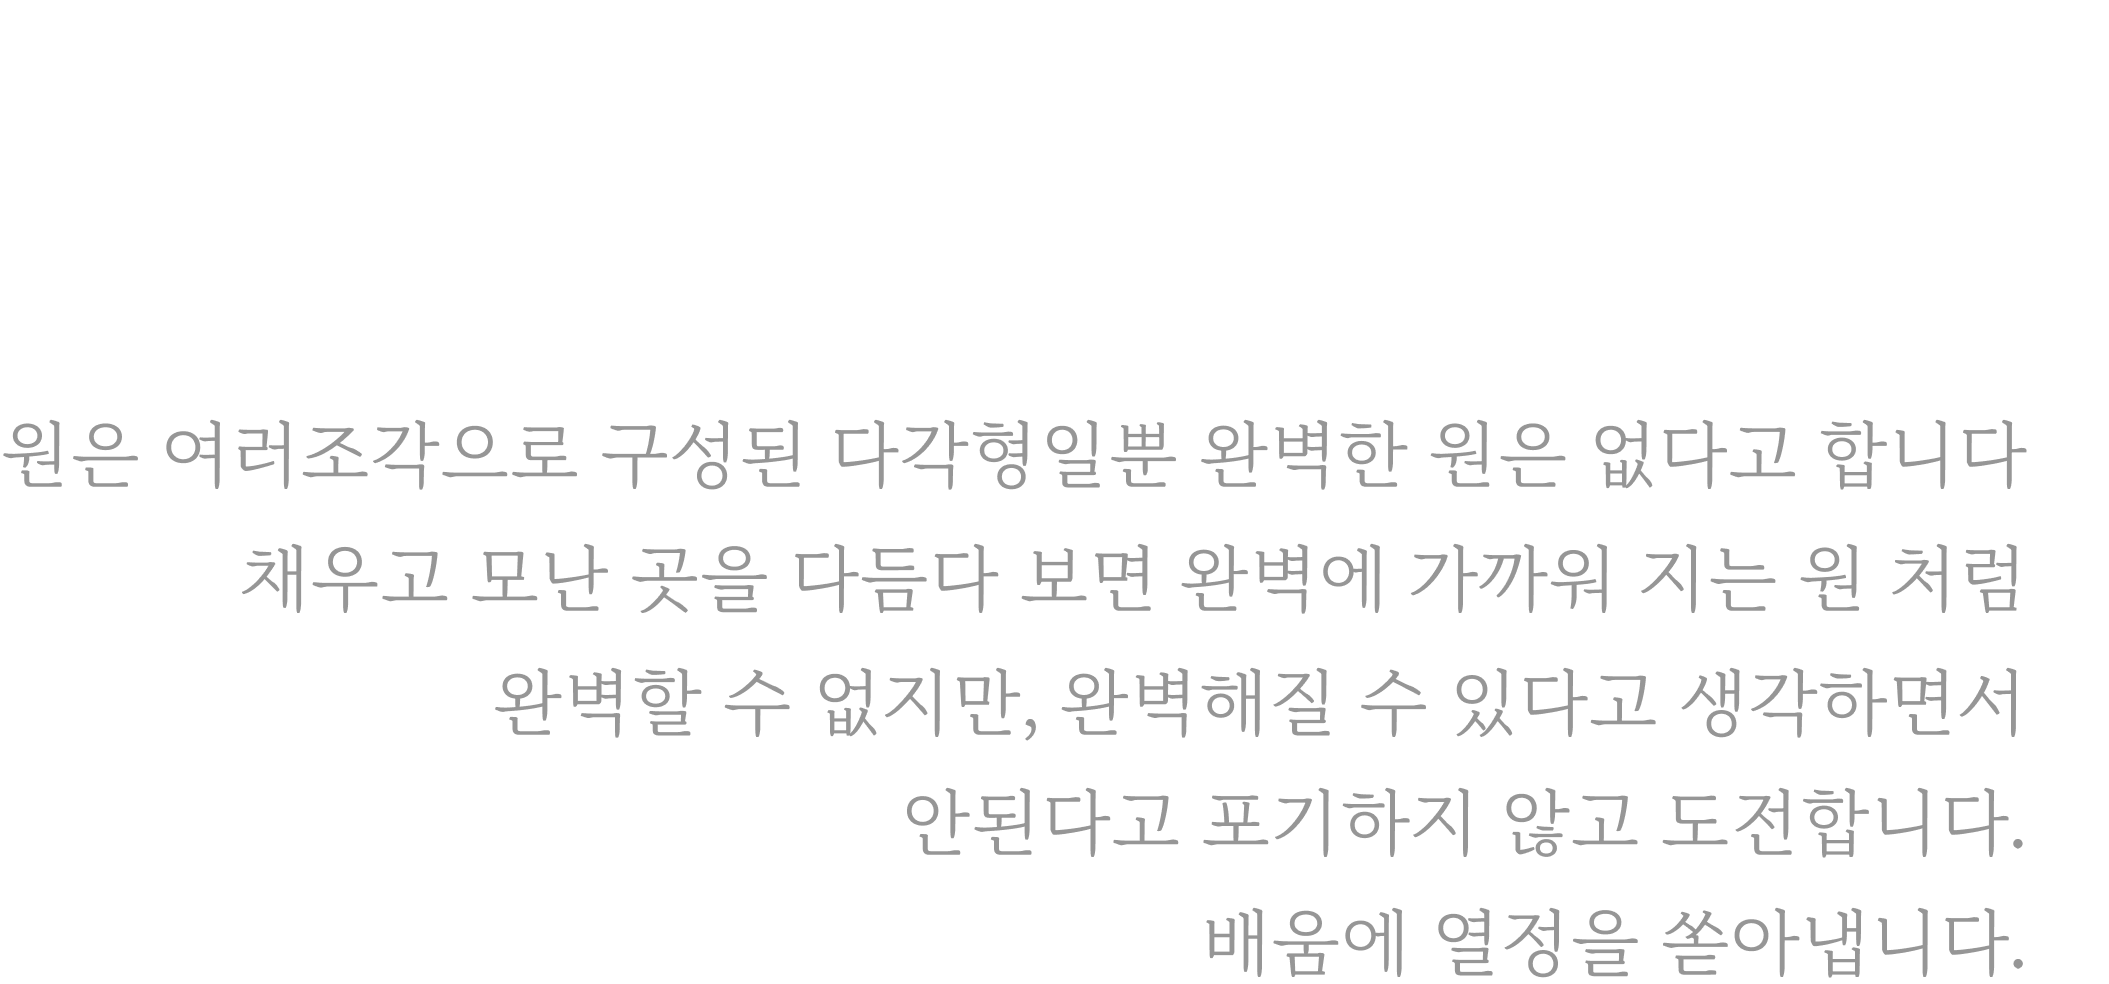 원은 여러조각으로 구성된 다각형일뿐 완벽한 원은 없다고 합니다
채우고 모난 곳을 다듬다 보면 완벽에 가까워 지는 원 처럼
완벽할 수 없지만, 완벽해질 수 있다고 생각하면서
안된다고 포기하지 않고 도전합니다.
배움에 열정을 쏟아냅니다.